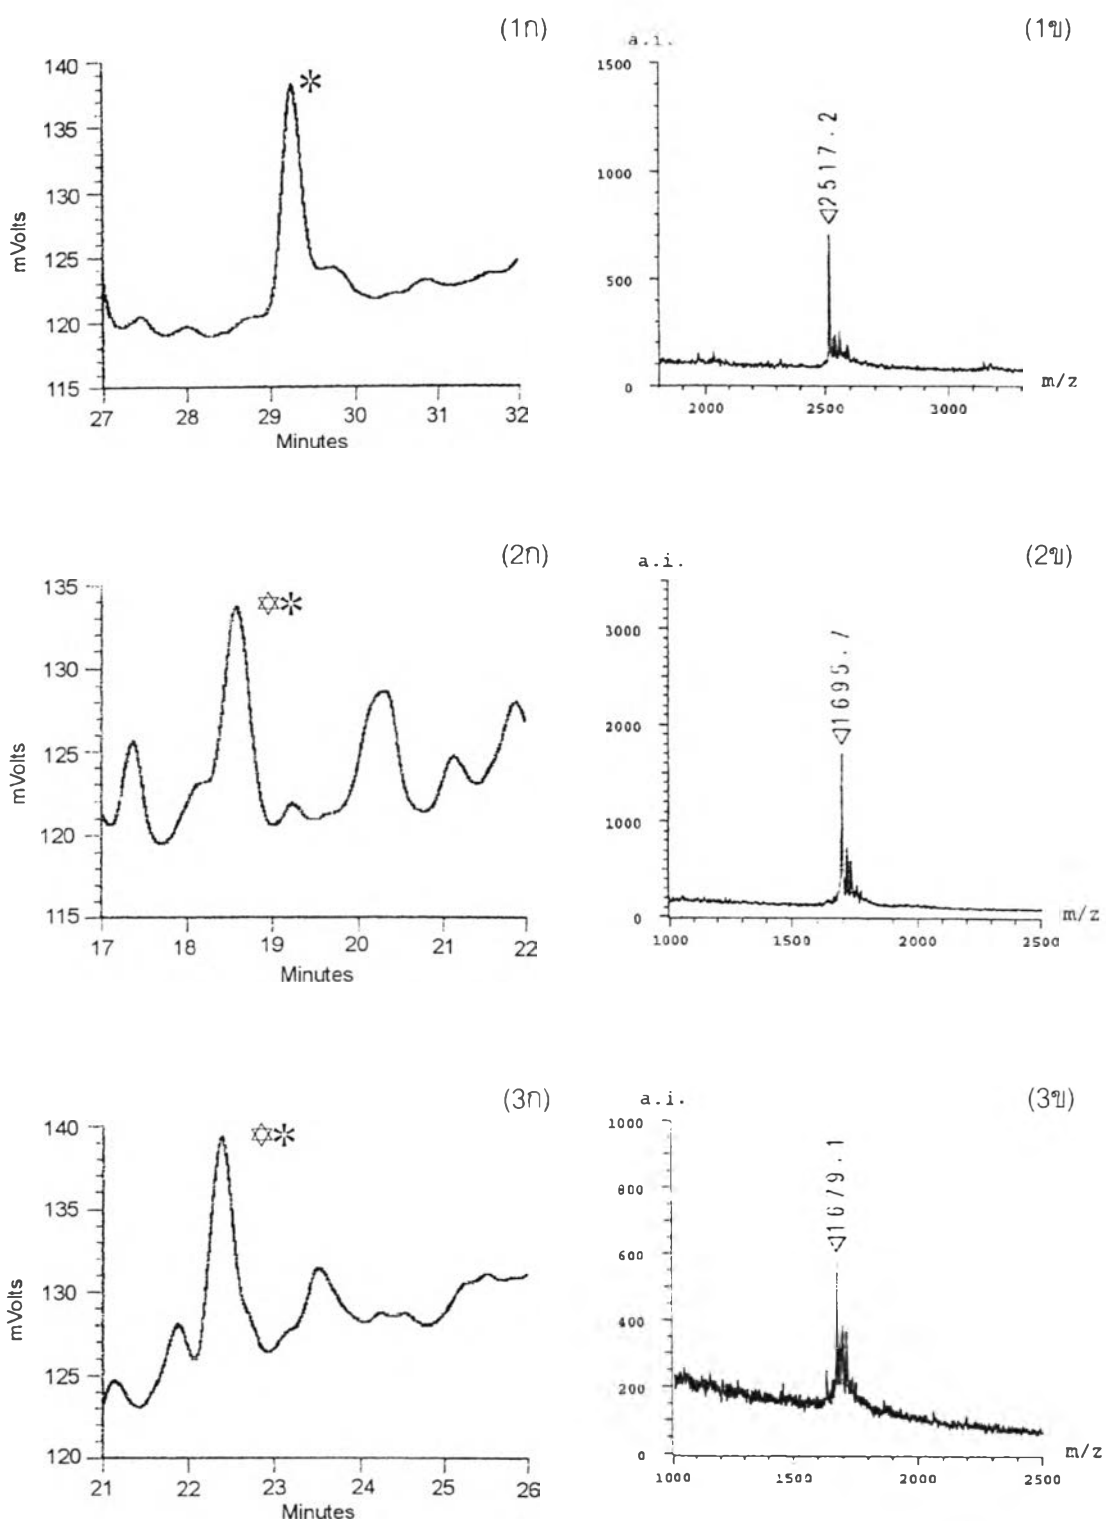 (1ก)
140
135
130
125
120
115
mVolts
27 28 29 30 31 32
Minutes
(1ข)
a.i.
1500
1000
500
0
2517.2
2000 2500 3000
m/z
(2ก)
135
130
125
120
115
mVolts
17 18 19 20 21 22
Minutes
(2ข)
a.i.
3000
2000
1000
0
1695.7
1000 1500 2000 2500
m/z
(3ก)
140
135
130
125
120
mVolts
21 22 23 24 25 26
Minutes
(3ข)
a.i.
1000
800
600
400
200
0
1679.1
1000 1500 2000 2500
m/z